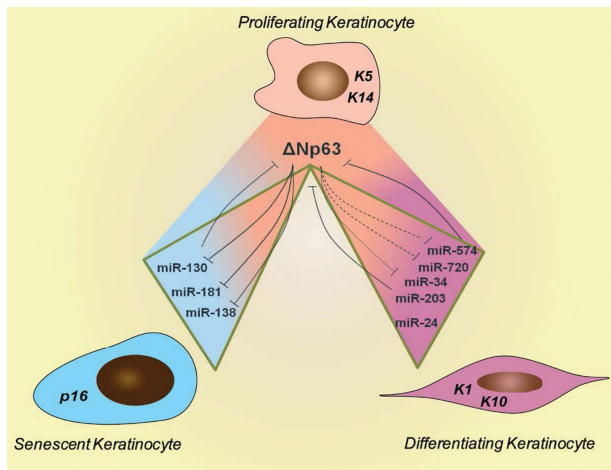 Proliferating Keratinocyte
K5
K14
ΔNp63
miR-130
miR-181
miR-138
miR-574
miR-720
miR-34
miR-203
miR-24
p16
K1
K10
Senescent Keratinocyte
Differentiating Keratinocyte